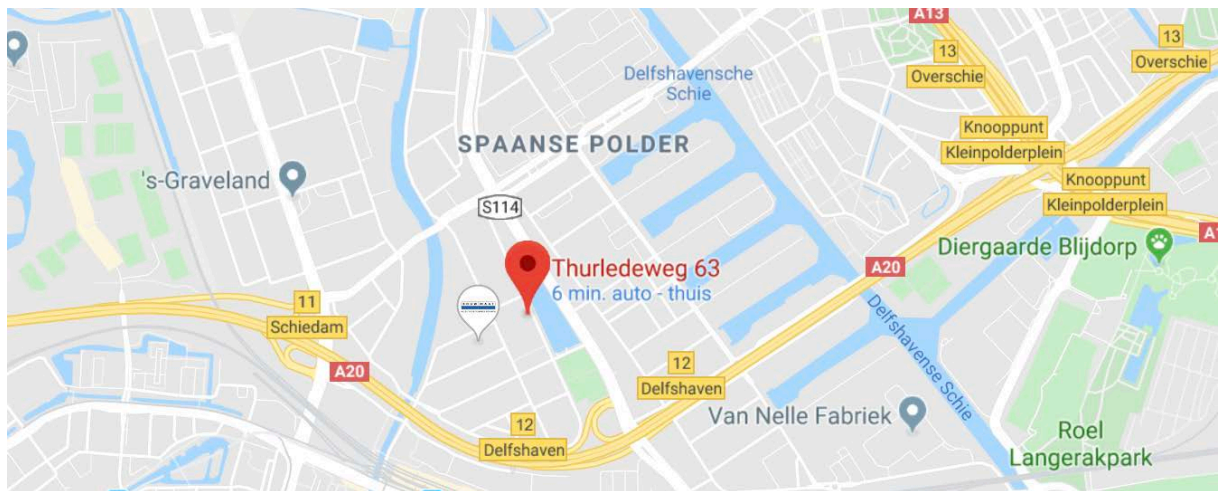 A13
13
Overschie
13
Overschie
Delfshavensche
Schie
SPAANSE POLDER
Knooppunt
Kleinpolderplein
's-Graveland
Knooppunt
Kleinpolderplein
S114
Diergaarde Blijdorp
Thurledeweg 63
6 min. auto - thuis
A20
11
Schiedam
A20
Delfshavense Schie
12
Delfshaven
Van Nelle Fabriek
12
Delfshaven
Roel
Langerakpark